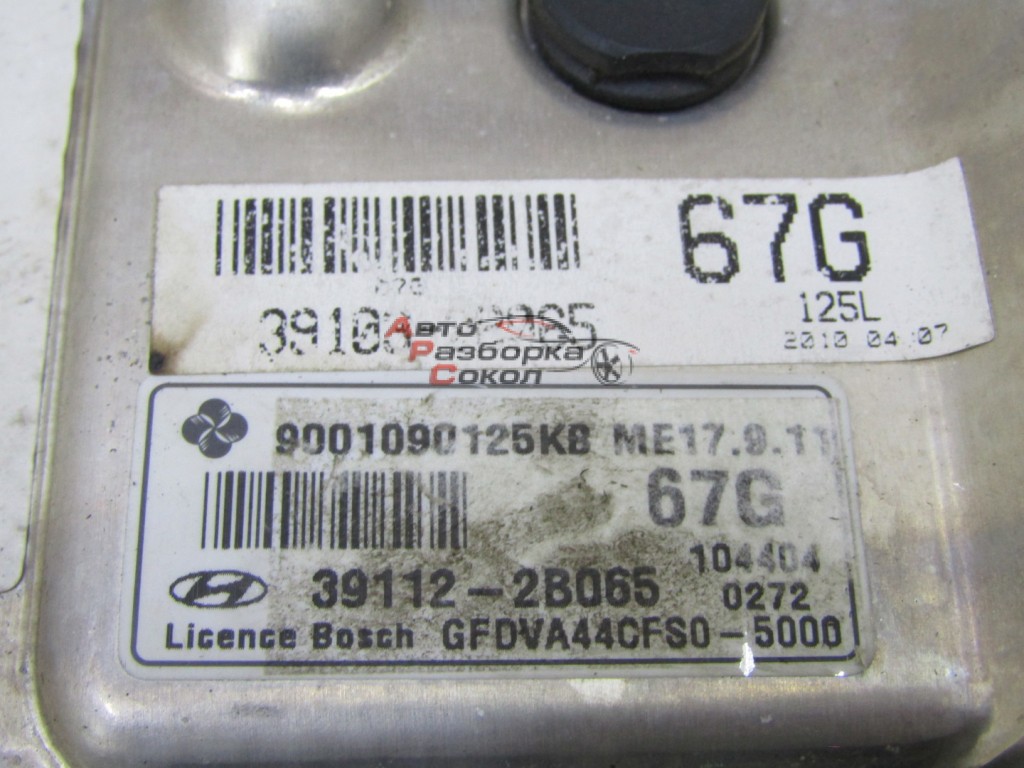 67G
125L
2010 04 07
Авто
Разборка
Сокол
9001090125KB ME17.9.11
67G
104404
39112-2B065
0272
Licence Bosch GFDVA44CFS0-5000